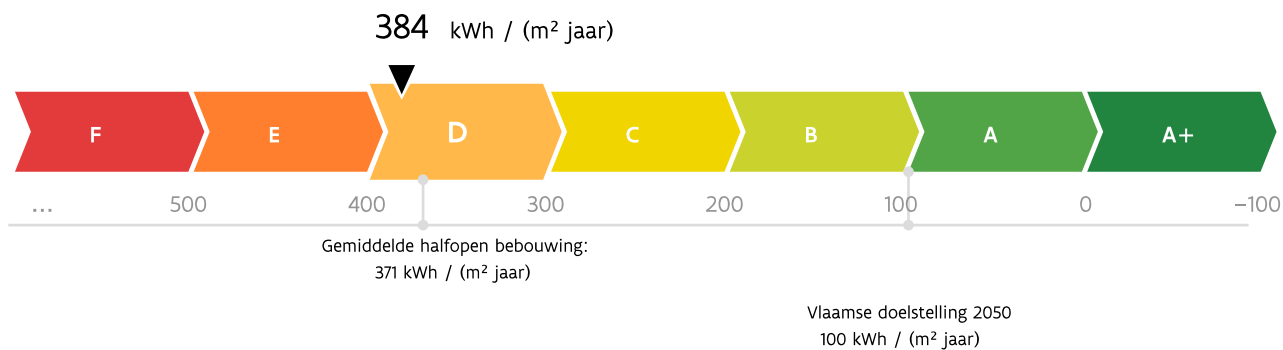 384 kWh / (m² jaar)
F E D C B A A+
... 500 400 300 200 100 0 –100
Gemiddelde halfopen bebouwing:
371 kWh / (m² jaar)
Vlaamse doelstelling 2050
100 kWh / (m² jaar)